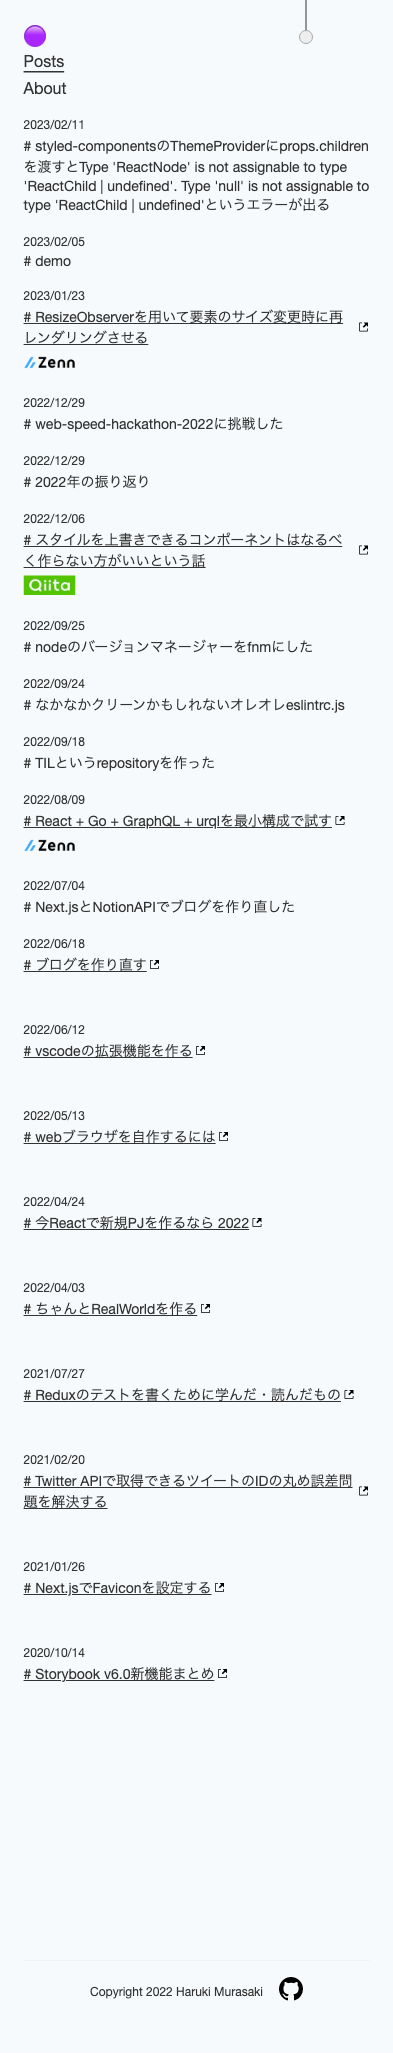 Posts
About
2023/02/11
# styled-componentsのThemeProviderにprops.children
を渡すとType 'ReactNode' is not assignable to type
'ReactChild | undefined'. Type 'null' is not assignable to
type 'ReactChild | undefined'というエラーが出る
2023/02/05
# demo
2023/01/23
# ResizeObserverを用いて要素のサイズ変更時に再
レンダリングさせる
Zenn
2022/12/29
# web-speed-hackathon-2022に挑戦した
2022/12/29
# 2022年の振り返り
2022/12/06
# スタイルを上書きできるコンポーネントはなるべ
く作らない方がいいという話
Qiita
2022/09/25
# nodeのバージョンマネージャーをfnmにした
2022/09/24
# なかなかクリーンかもしれないオレオレeslintrc.js
2022/09/18
# TILというrepositoryを作った
2022/08/09
# React + Go + GraphQL + urqlを最小構成で試す
Zenn
2022/07/04
# Next.jsとNotionAPIでブログを作り直した
2022/06/18
# ブログを作り直す
2022/06/12
# vscodeの拡張機能を作る
2022/05/13
# webブラウザを自作するには
2022/04/24
# 今Reactで新規PJを作るなら 2022
2022/04/03
# ちゃんとRealWorldを作る
2021/07/27
# Reduxのテストを書くために学んだ・読んだもの
2021/02/20
# Twitter APIで取得できるツイートのIDの丸め誤差問
題を解決する
2021/01/26
# Next.jsでFaviconを設定する
2020/10/14
# Storybook v6.0新機能まとめ
Copyright 2022 Haruki Murasaki